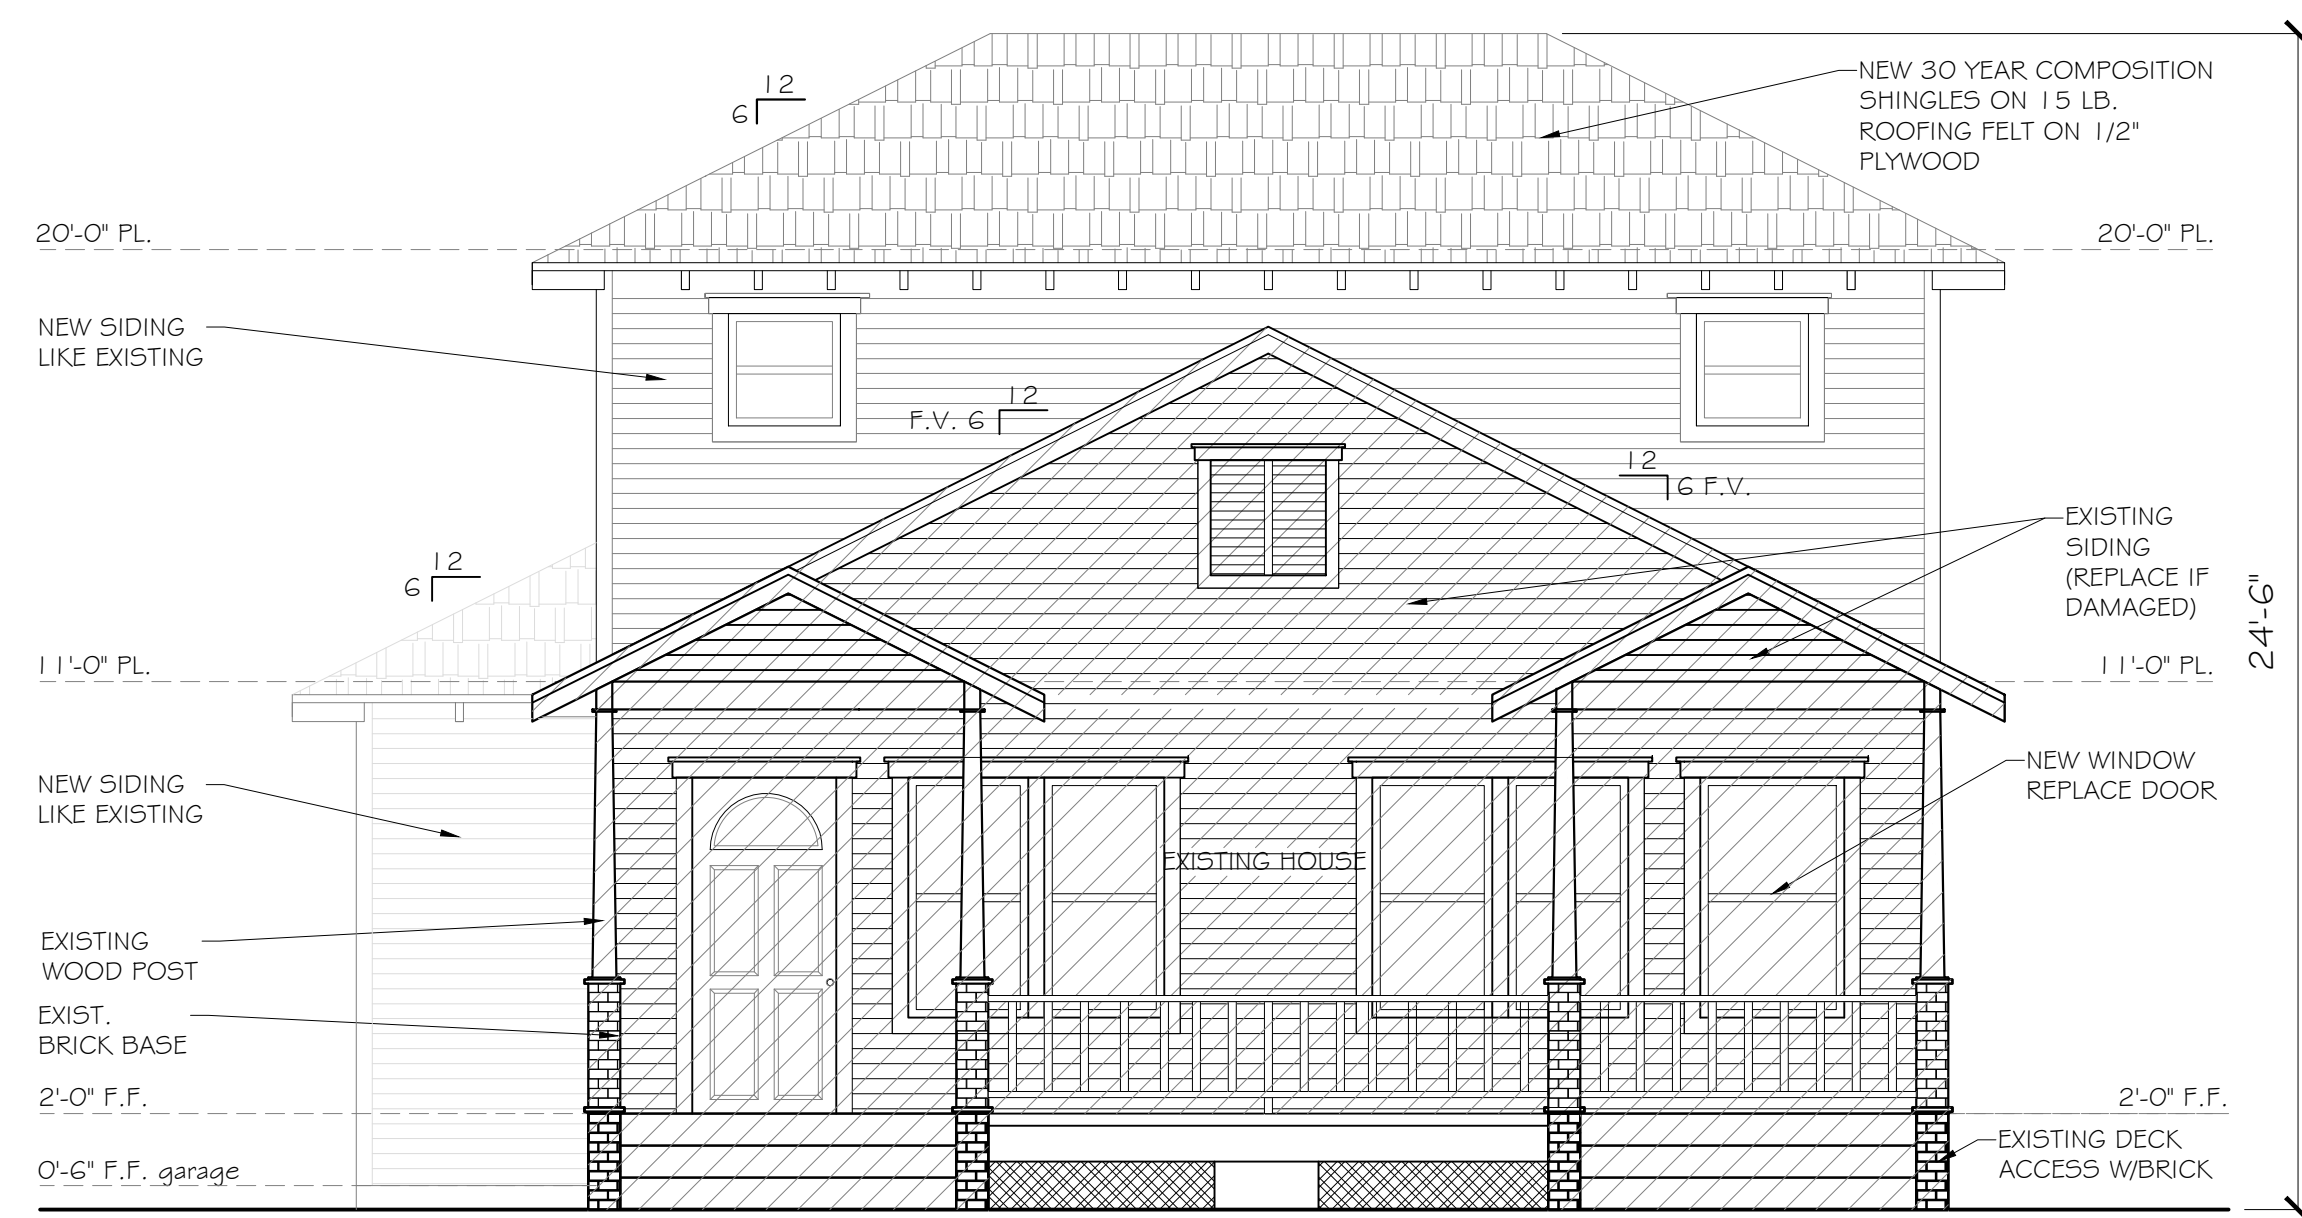 NEW 30 YEAR COMPOSITION
SHINGLES ON 15 LB.
ROOFING FELT ON 1/2"
PLYWOOD
12
6
20'-0" PL.
20'-0" PL.
NEW SIDING
LIKE EXISTING
12
F.V. 6
12
6 F.V.
EXISTING
SIDING
(REPLACE IF
DAMAGED)
12
6
24'-6"
11'-0" PL.
11'-0" PL.
NEW SIDING
LIKE EXISTING
NEW WINDOW
REPLACE DOOR
EXISTING HOUSE
EXISTING
WOOD POST
EXIST.
BRICK BASE
2'-0" F.F.
2'-0" F.F.
EXISTING DECK
ACCESS W/BRICK
0'-6" F.F. garage